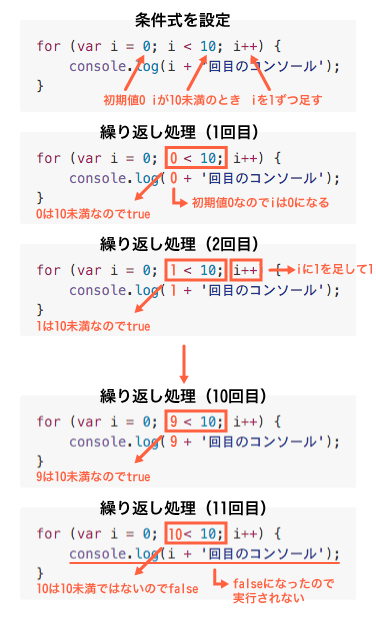 条件式を設定
for (var i = 0; i < 10; i++) {
console.log(i + '回目のコンソール');
}
初期値0 iが10未満のとき iを1ずつ足す
繰り返し処理（1回目）
for (var i = 0; 0 < 10; i++) {
console.log( 0 + '回目のコンソール');
}
初期値0なのでiは0になる
0は10未満なのでtrue
繰り返し処理（2回目）
for (var i = 0; 1 < 10; i++ {
iに1を足して1
console.log( 1 + '回目のコンソール');
}
1は10未満なのでtrue
繰り返し処理（10回目）
for (var i = 0; 9 < 10; i++) {
console.log( 9 + '回目のコンソール');
}
9は10未満なのでtrue
繰り返し処理（11回目）
for (var i = 0; 10< 10; i++) {
console.log(i + '回目のコンソール');
}
10は10未満ではないのでfalse
falseになったので
実行されない